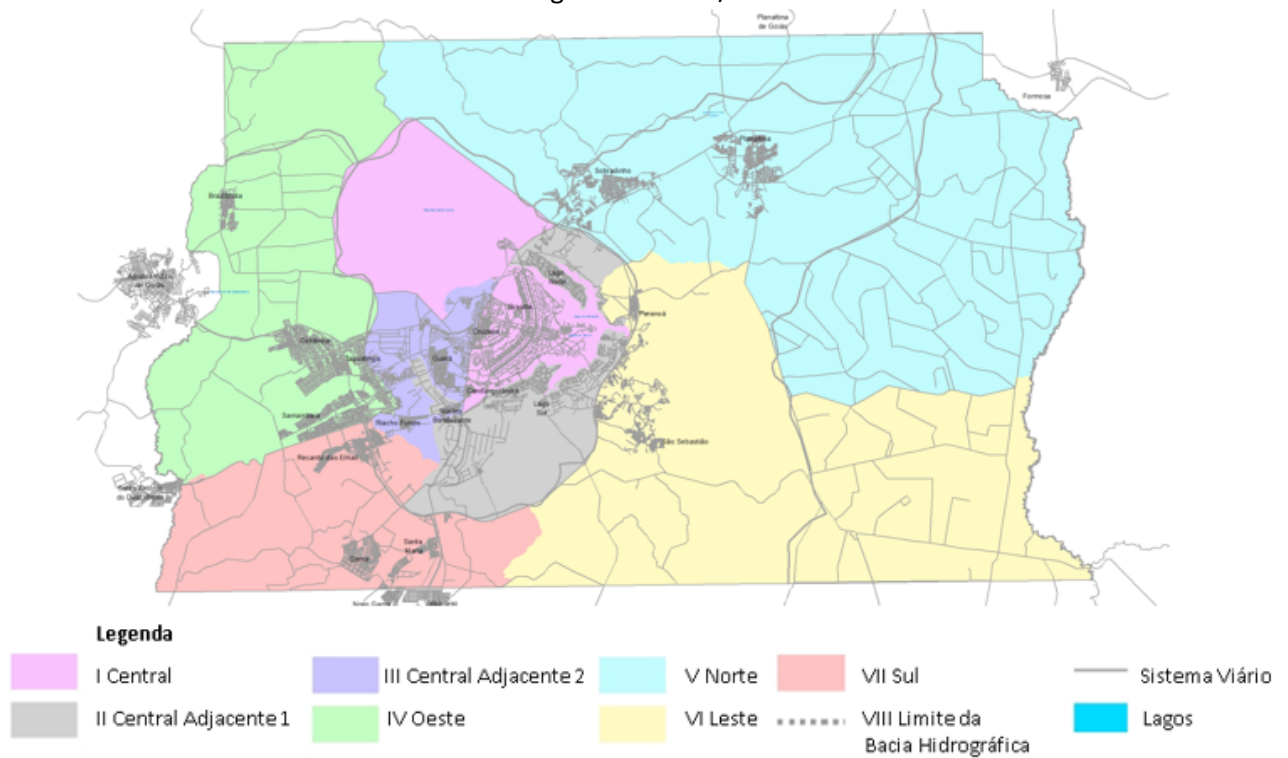 Planaltina
de Goiás
Formosa
Planaltina
Sobradinho
Brazlândia
Lago
Norte
Brasília
Paranoá
Cruzeiro
Ceilândia
Taguatinga
Guará
Candangolândia
Lago
Sul
Samambaia
Riacho Fundo
Núcleo
Bandeirante
São Sebastião
Recanto das Emas
Santa
Maria
Gama
Novo Gama
Legenda
I Central
III Central Adjacente 2
V Norte
VII Sul
Sistema Viário
II Central Adjacente 1
IV Oeste
VI Leste
VIII Limite da
Bacia Hidrográfica
Lagos